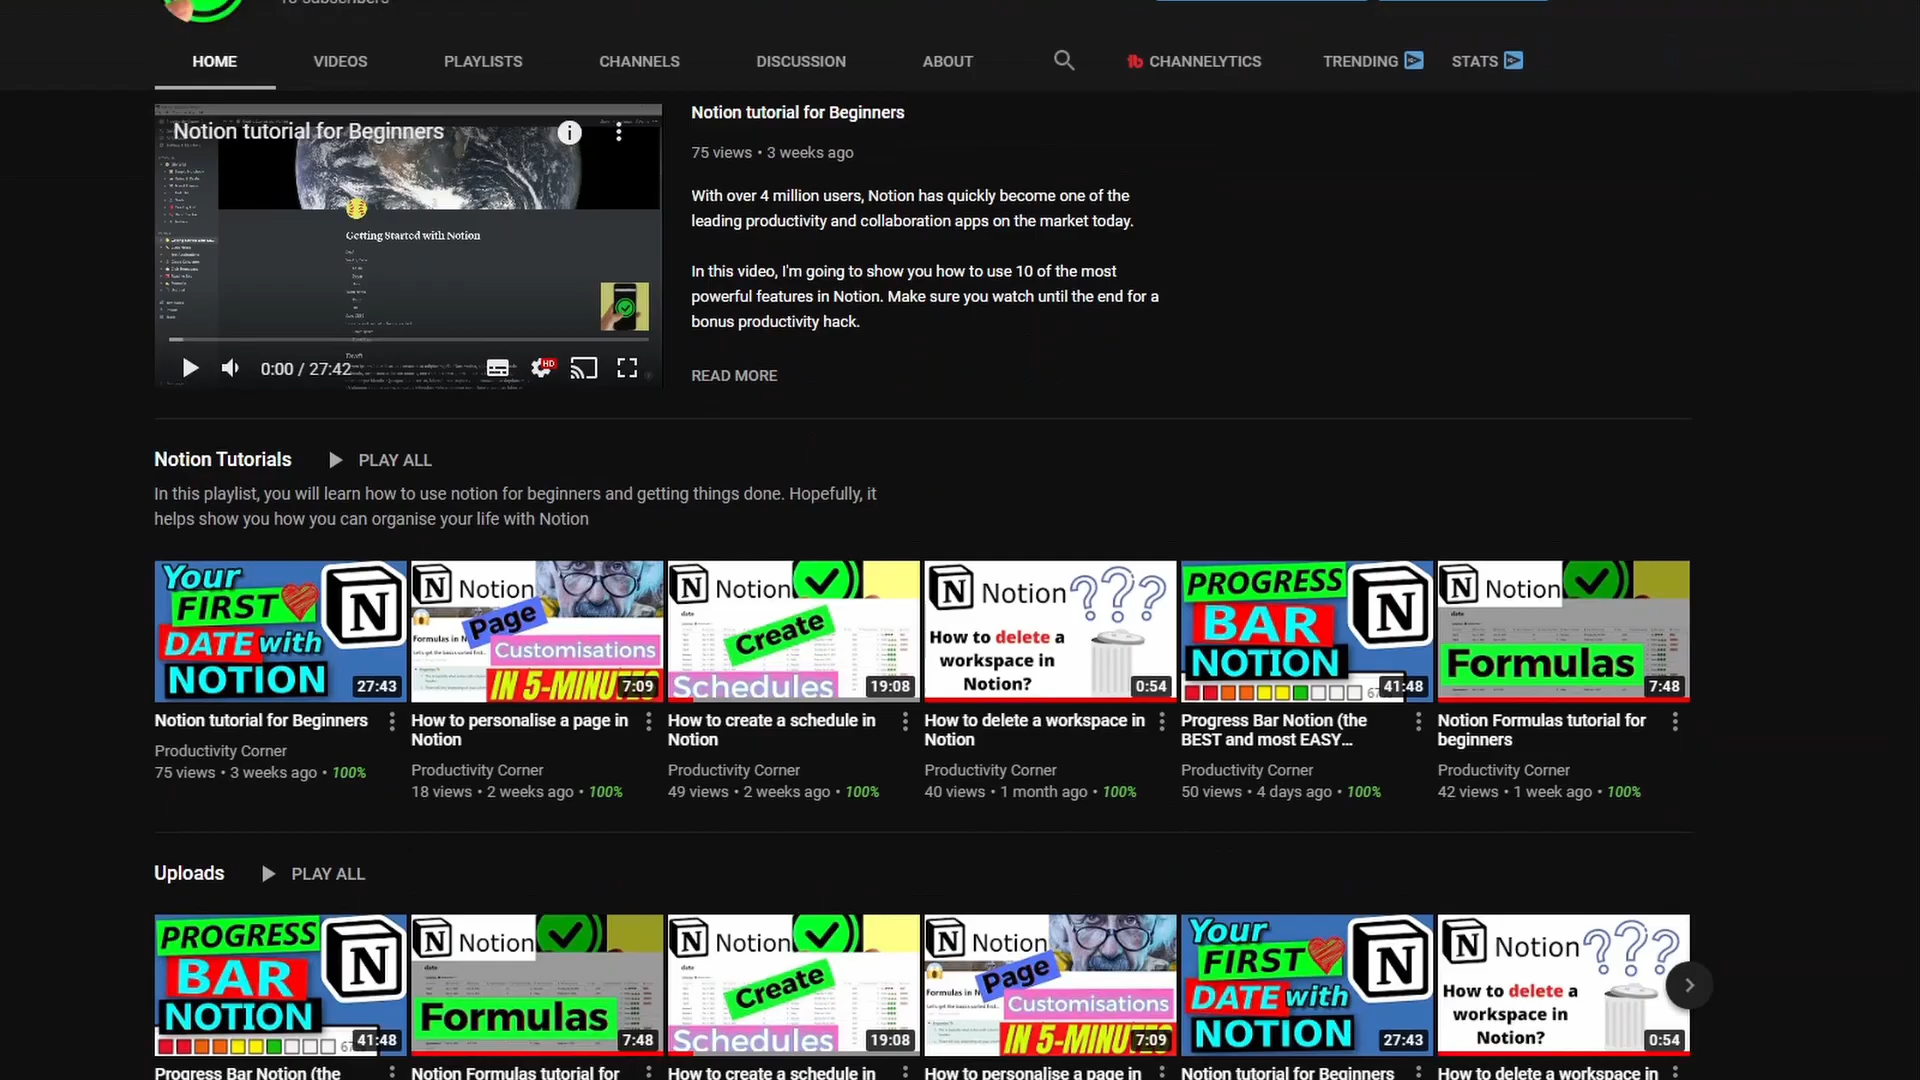 HOME
VIDEOS
PLAYLISTS
CHANNELS
DISCUSSION
ABOUT
CHANNELYTICS
TRENDING
STATS
Notion tutorial for Beginners
Getting Started with Notion
0:00 / 27:42
HD
Notion tutorial for Beginners
75 views • 3 weeks ago
With over 4 million users, Notion has quickly become one of the
leading productivity and collaboration apps on the market today.
In this video, I'm going to show you how to use 10 of the most
powerful features in Notion. Make sure you watch until the end for a
bonus productivity hack.
READ MORE
Notion Tutorials
PLAY ALL
In this playlist, you will learn how to use notion for beginners and getting things done. Hopefully, it
helps show you how you can organise your life with Notion
Your
FIRST
DATE with
NOTION
N
27:43
Notion tutorial for Beginners
Productivity Corner
75 views • 3 weeks ago • 100%
N Notion
Page
Customisations
IN 5-MINUTES
7:09
How to personalise a page in
Notion
Productivity Corner
18 views • 2 weeks ago • 100%
N Notion
Create
Schedules
19:08
How to create a schedule in
Notion
Productivity Corner
49 views • 2 weeks ago • 100%
N Notion ???
How to delete a
workspace in
Notion?
0:54
How to delete a workspace in
Notion
Productivity Corner
40 views • 1 month ago • 100%
PROGRESS
BAR
NOTION
N
41:48
Progress Bar Notion (the
BEST and most EASY...
Productivity Corner
50 views • 4 days ago • 100%
N Notion
Formulas
7:48
Notion Formulas tutorial for
beginners
Productivity Corner
42 views • 1 week ago • 100%
Uploads
PLAY ALL
PROGRESS
BAR
NOTION
N
41:48
Progress Bar Notion (the
N Notion
Formulas
7:48
Notion Formulas tutorial for
N Notion
Create
Schedules
19:08
How to create a schedule in
N Notion
Page
Customisations
IN 5-MINUTES
7:09
How to personalise a page in
Your
FIRST
DATE with
NOTION
N
27:43
Notion tutorial for Beginners
N Notion ???
How to delete a
workspace in
Notion?
0:54
How to delete a workspace in